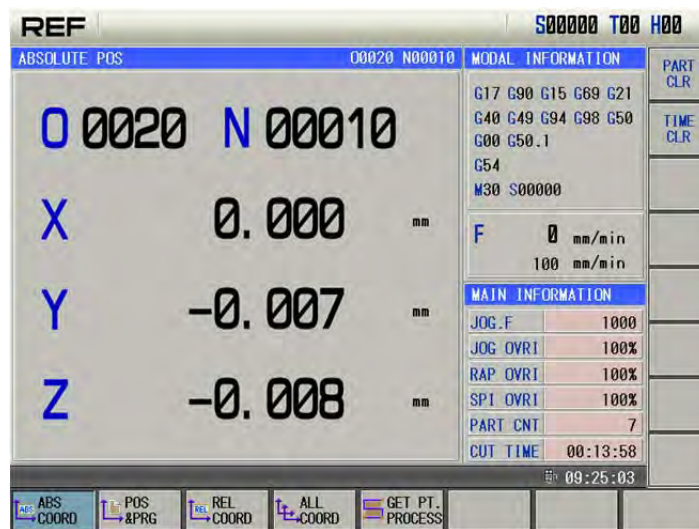 REF S00000 T00 H00
ABSOLUTE POS O0020 N00010
O 0020 N 00010
X 0.000 mm
Y -0.007 mm
Z -0.008 mm
MODAL INFORMATION
G17 G90 G15 G69 G21
G40 G49 G94 G98 G50
G00 G50.1
G54
M30 S00000
F 0 mm/min
100 mm/min
MAIN INFORMATION
JOG.F 1000
JOG OVRI 100%
RAP OVRI 100%
SPI OVRI 100%
PART CNT 7
CUT TIME 00:13:58
PART
CLR
TIME
CLR
09:25:03
ABS ABS
COORD
POS
&PRG
REL REL
COORD
ALL
COORD
GET PT.
PROCESS